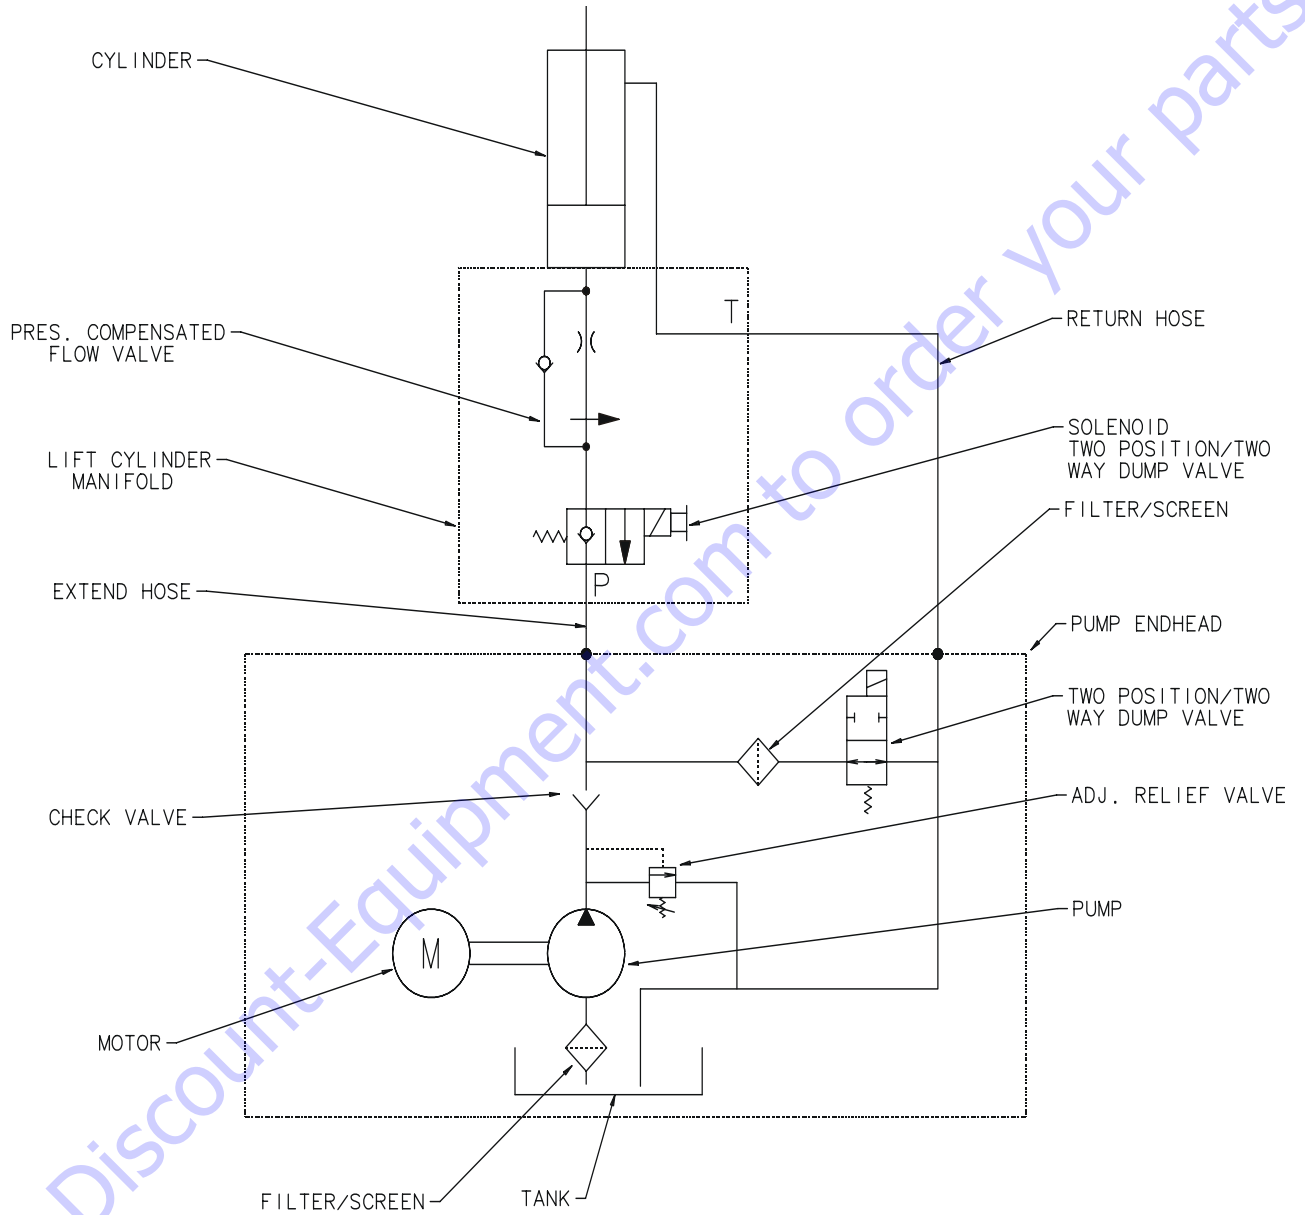 CYLINDER
PRES. COMPENSATED
FLOW VALVE
LIFT CYLINDER
MANIFOLD
EXTEND HOSE
CHECK VALVE
MOTOR
FILTER/SCREEN
TANK
T
P
M
RETURN HOSE
SOLENOID
TWO POSITION/TWO
WAY DUMP VALVE
FILTER/SCREEN
PUMP ENDHEAD
TWO POSITION/TWO
WAY DUMP VALVE
ADJ. RELIEF VALVE
PUMP
Discount-Equipment.com to order your parts